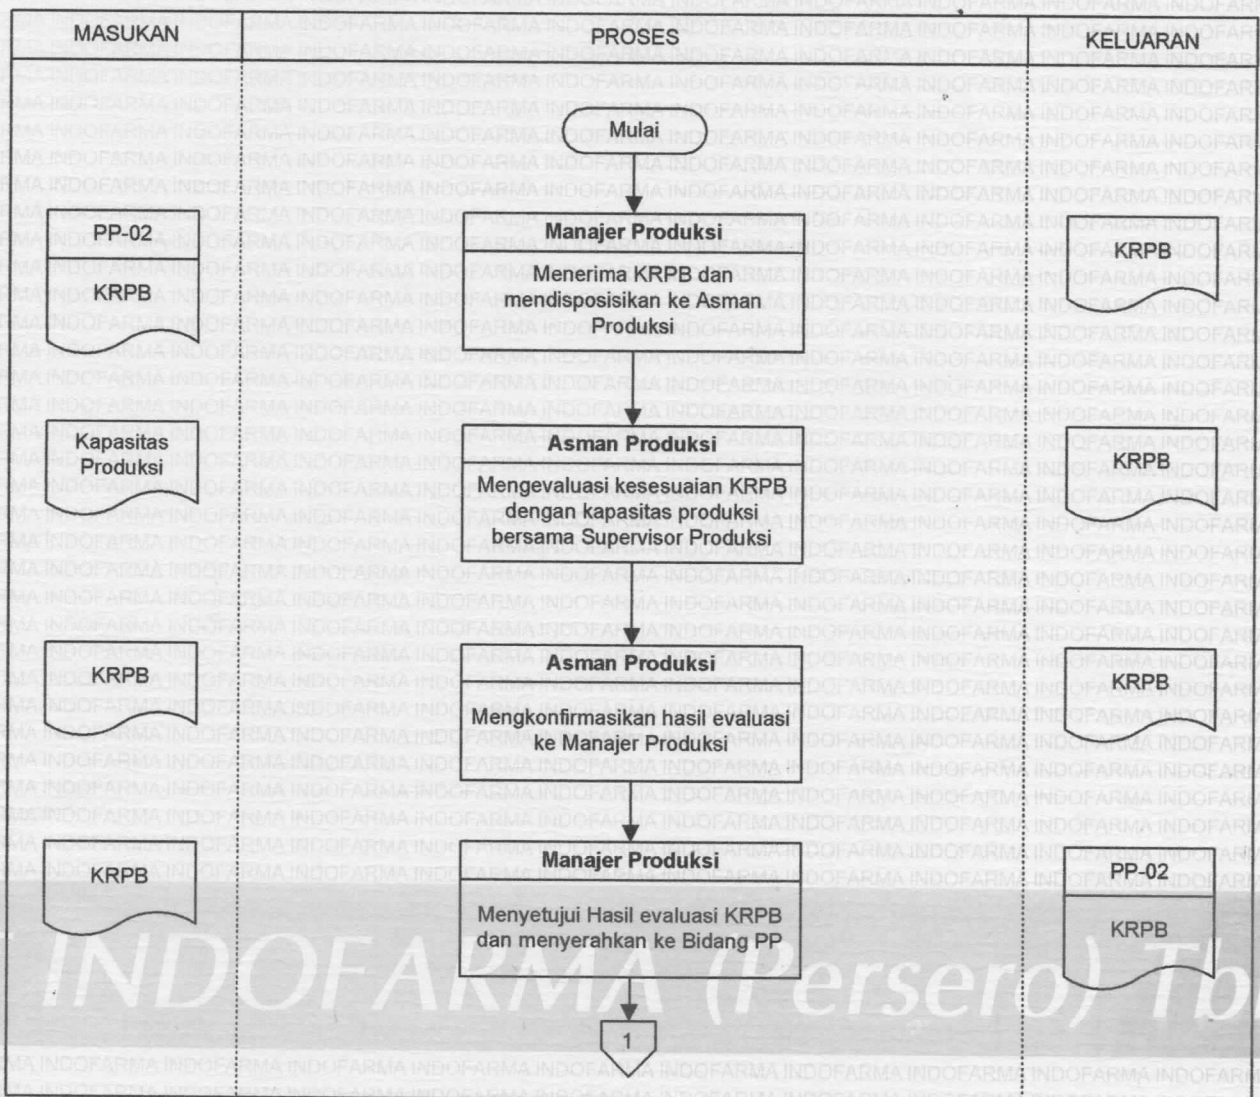 MASUKAN
PROSES
KELUARAN
Mulai
PP-02
KRPB
Manajer Produksi
Menerima KRPB dan
mendisposisikan ke Asman
Produksi
KRPB
Kapasitas
Produksi
Asman Produksi
Mengevaluasi kesesuaian KRPB
dengan kapasitas produksi
bersama Supervisor Produksi
KRPB
KRPB
Asman Produksi
Mengkonfirmasikan hasil evaluasi
ke Manajer Produksi
KRPB
KRPB
Manajer Produksi
Menyetujui Hasil evaluasi KRPB
dan menyerahkan ke Bidang PP
PP-02
KRPB
INDOFARMA (Persero) Tb
1